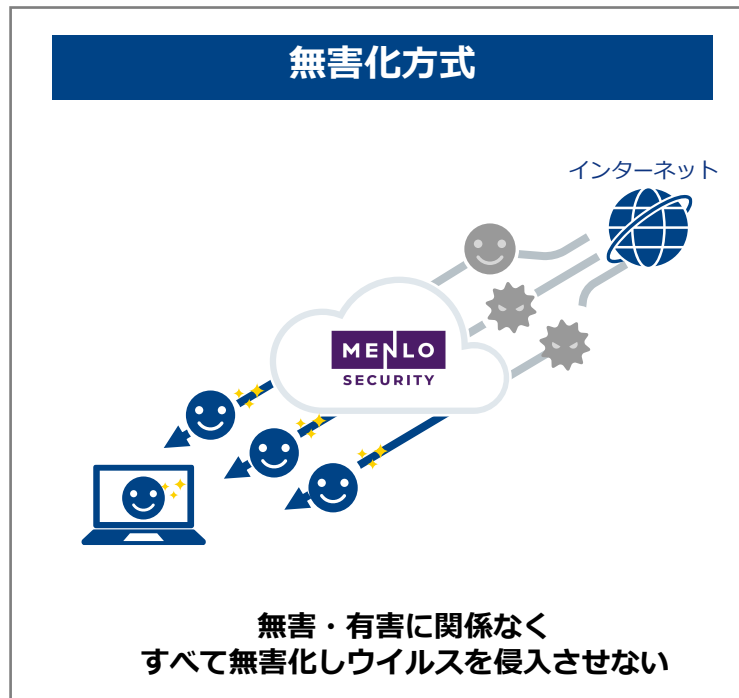 無害化方式
インターネット
MENLO
SECURITY
無害・有害に関係なく
すべて無害化しウイルスを侵入させない